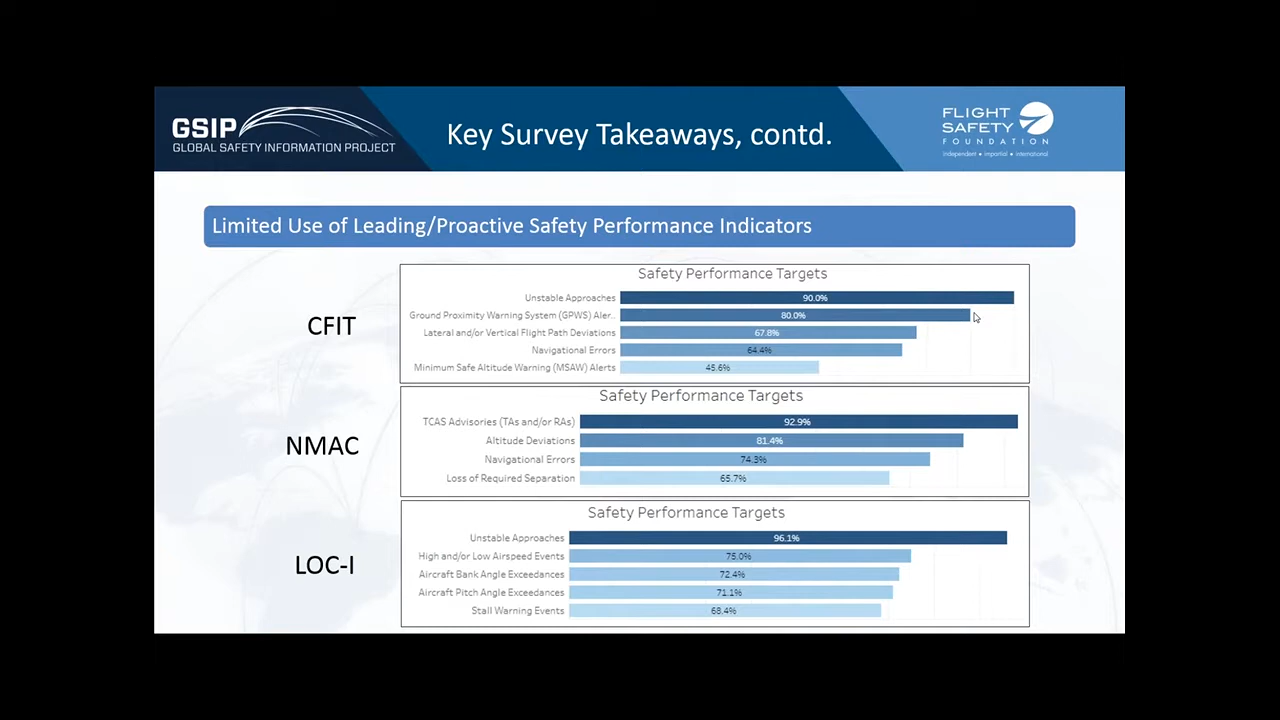 GSIP
GLOBAL SAFETY INFORMATION PROJECT
Key Survey Takeaways, contd.
FLIGHT
SAFETY
FOUNDATION
independent • impartial • international
Limited Use of Leading/Proactive Safety Performance Indicators
CFIT
Safety Performance Targets
Unstable Approaches 90.0%
Ground Proximity Warning System (GPWS) Aler.. 80.0%
Lateral and/or Vertical Flight Path Deviations 67.8%
Navigational Errors 64.4%
Minimum Safe Altitude Warning (MSAW) Alerts 45.6%
NMAC
Safety Performance Targets
TCAS Advisories (TAs and/or RAs) 92.9%
Altitude Deviations 81.4%
Navigational Errors 74.3%
Loss of Required Separation 65.7%
LOC-I
Safety Performance Targets
Unstable Approaches 96.1%
High and/or Low Airspeed Events 75.0%
Aircraft Bank Angle Exceedances 72.4%
Aircraft Pitch Angle Exceedances 71.1%
Stall Warning Events 68.4%